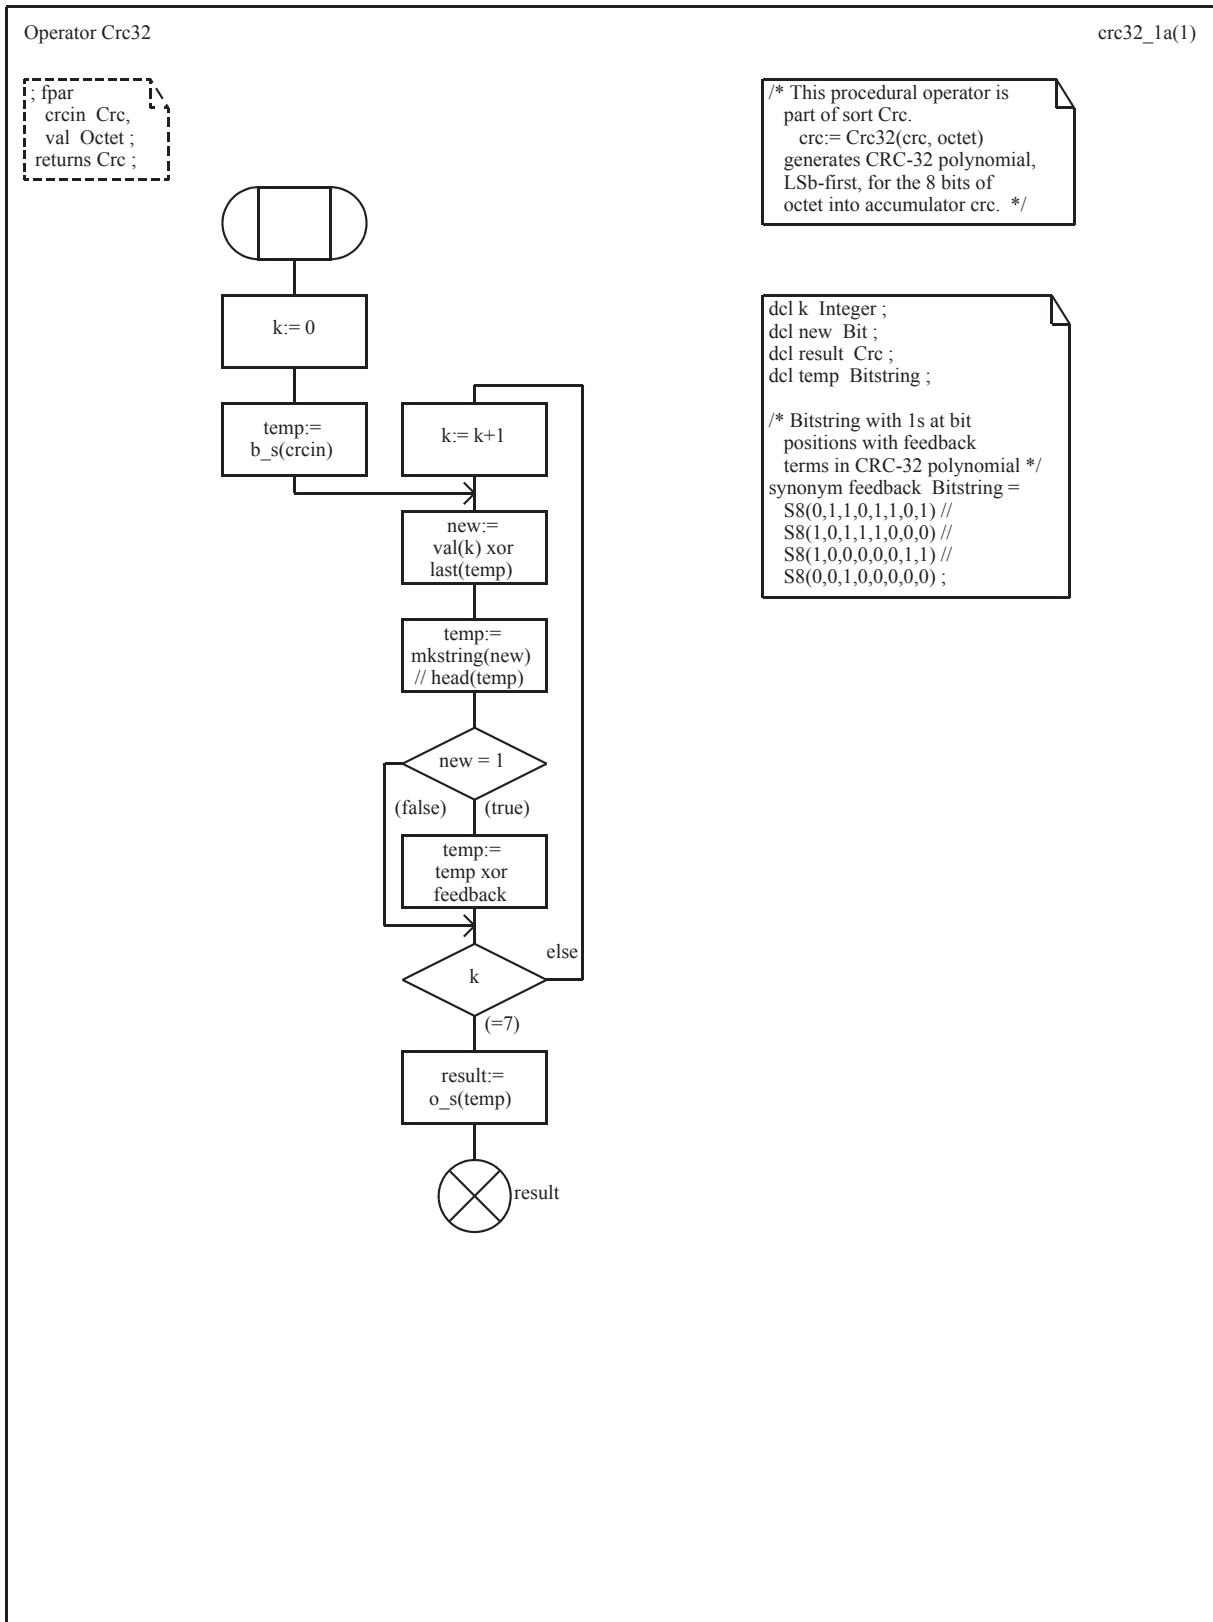 Operator Crc32
crc32_1a(1)
; fpar
crcin Crc,
val Octet ;
returns Crc ;
/* This procedural operator is
part of sort Crc.
crc:= Crc32(crc, octet)
generates CRC-32 polynomial,
LSb-first, for the 8 bits of
octet into accumulator crc. */
k:= 0
temp:=
b_s(crcin)
k:= k+1
new:=
val(k) xor
last(temp)
temp:=
mkstring(new)
// head(temp)
new = 1
(false)
(true)
temp:=
temp xor
feedback
else
k
(=7)
result:=
o_s(temp)
result
dcl k Integer ;
dcl new Bit ;
dcl result Crc ;
dcl temp Bitstring ;
/* Bitstring with 1s at bit
positions with feedback
terms in CRC-32 polynomial */
synonym feedback Bitstring =
S8(0,1,1,0,1,1,0,1) //
S8(1,0,1,1,1,0,0,0) //
S8(1,0,0,0,0,0,1,1) //
S8(0,0,1,0,0,0,0,0) ;